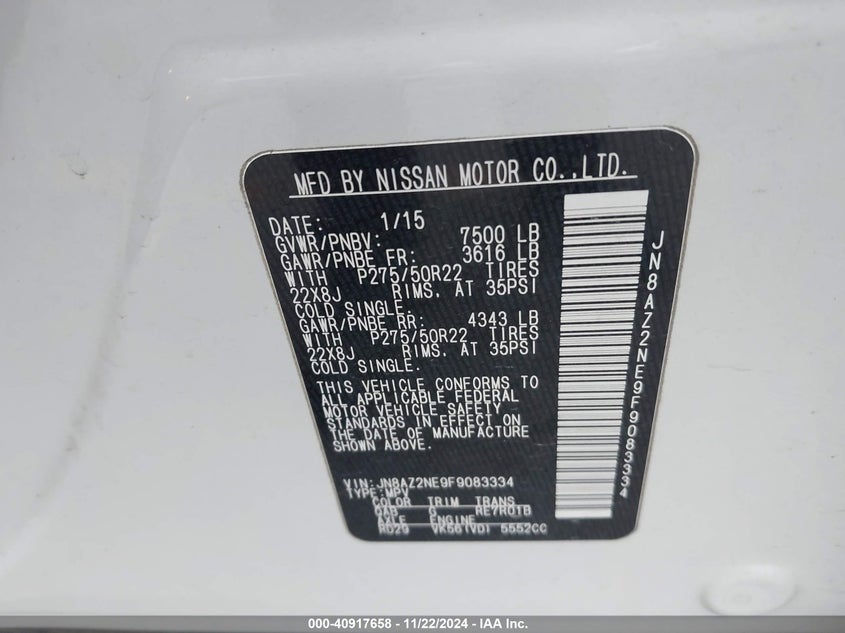 MFD BY NISSAN MOTOR CO.,LTD.
DATE: 1/15
GVWR/PNBV: 7500 LB
GAWR/PNBE FR: 3616 LB
WITH P275/50R22 TIRES
22X8J RIMS, AT 35PSI
COLD SINGLE.
GAWR/PNBE RR: 4343 LB
WITH P275/50R22 TIRES
22X8J RIMS, AT 35PSI
COLD SINGLE.
THIS VEHICLE CONFORMS TO
ALL APPLICABLE FEDERAL
MOTOR VEHICLE SAFETY
STANDARDS IN EFFECT ON
THE DATE OF MANUFACTURE
SHOWN ABOVE.
VIN:JN8AZ2NE9F9083334
TYPE:MPV
COLOR TRIM TRANS
QAB G RE7R01B
AXLE ENGINE
RD29 VK56(VD) 5552CC
JN8AZ2NE9F9083334
000-40917658 - 11/22/2024 - IAA Inc.